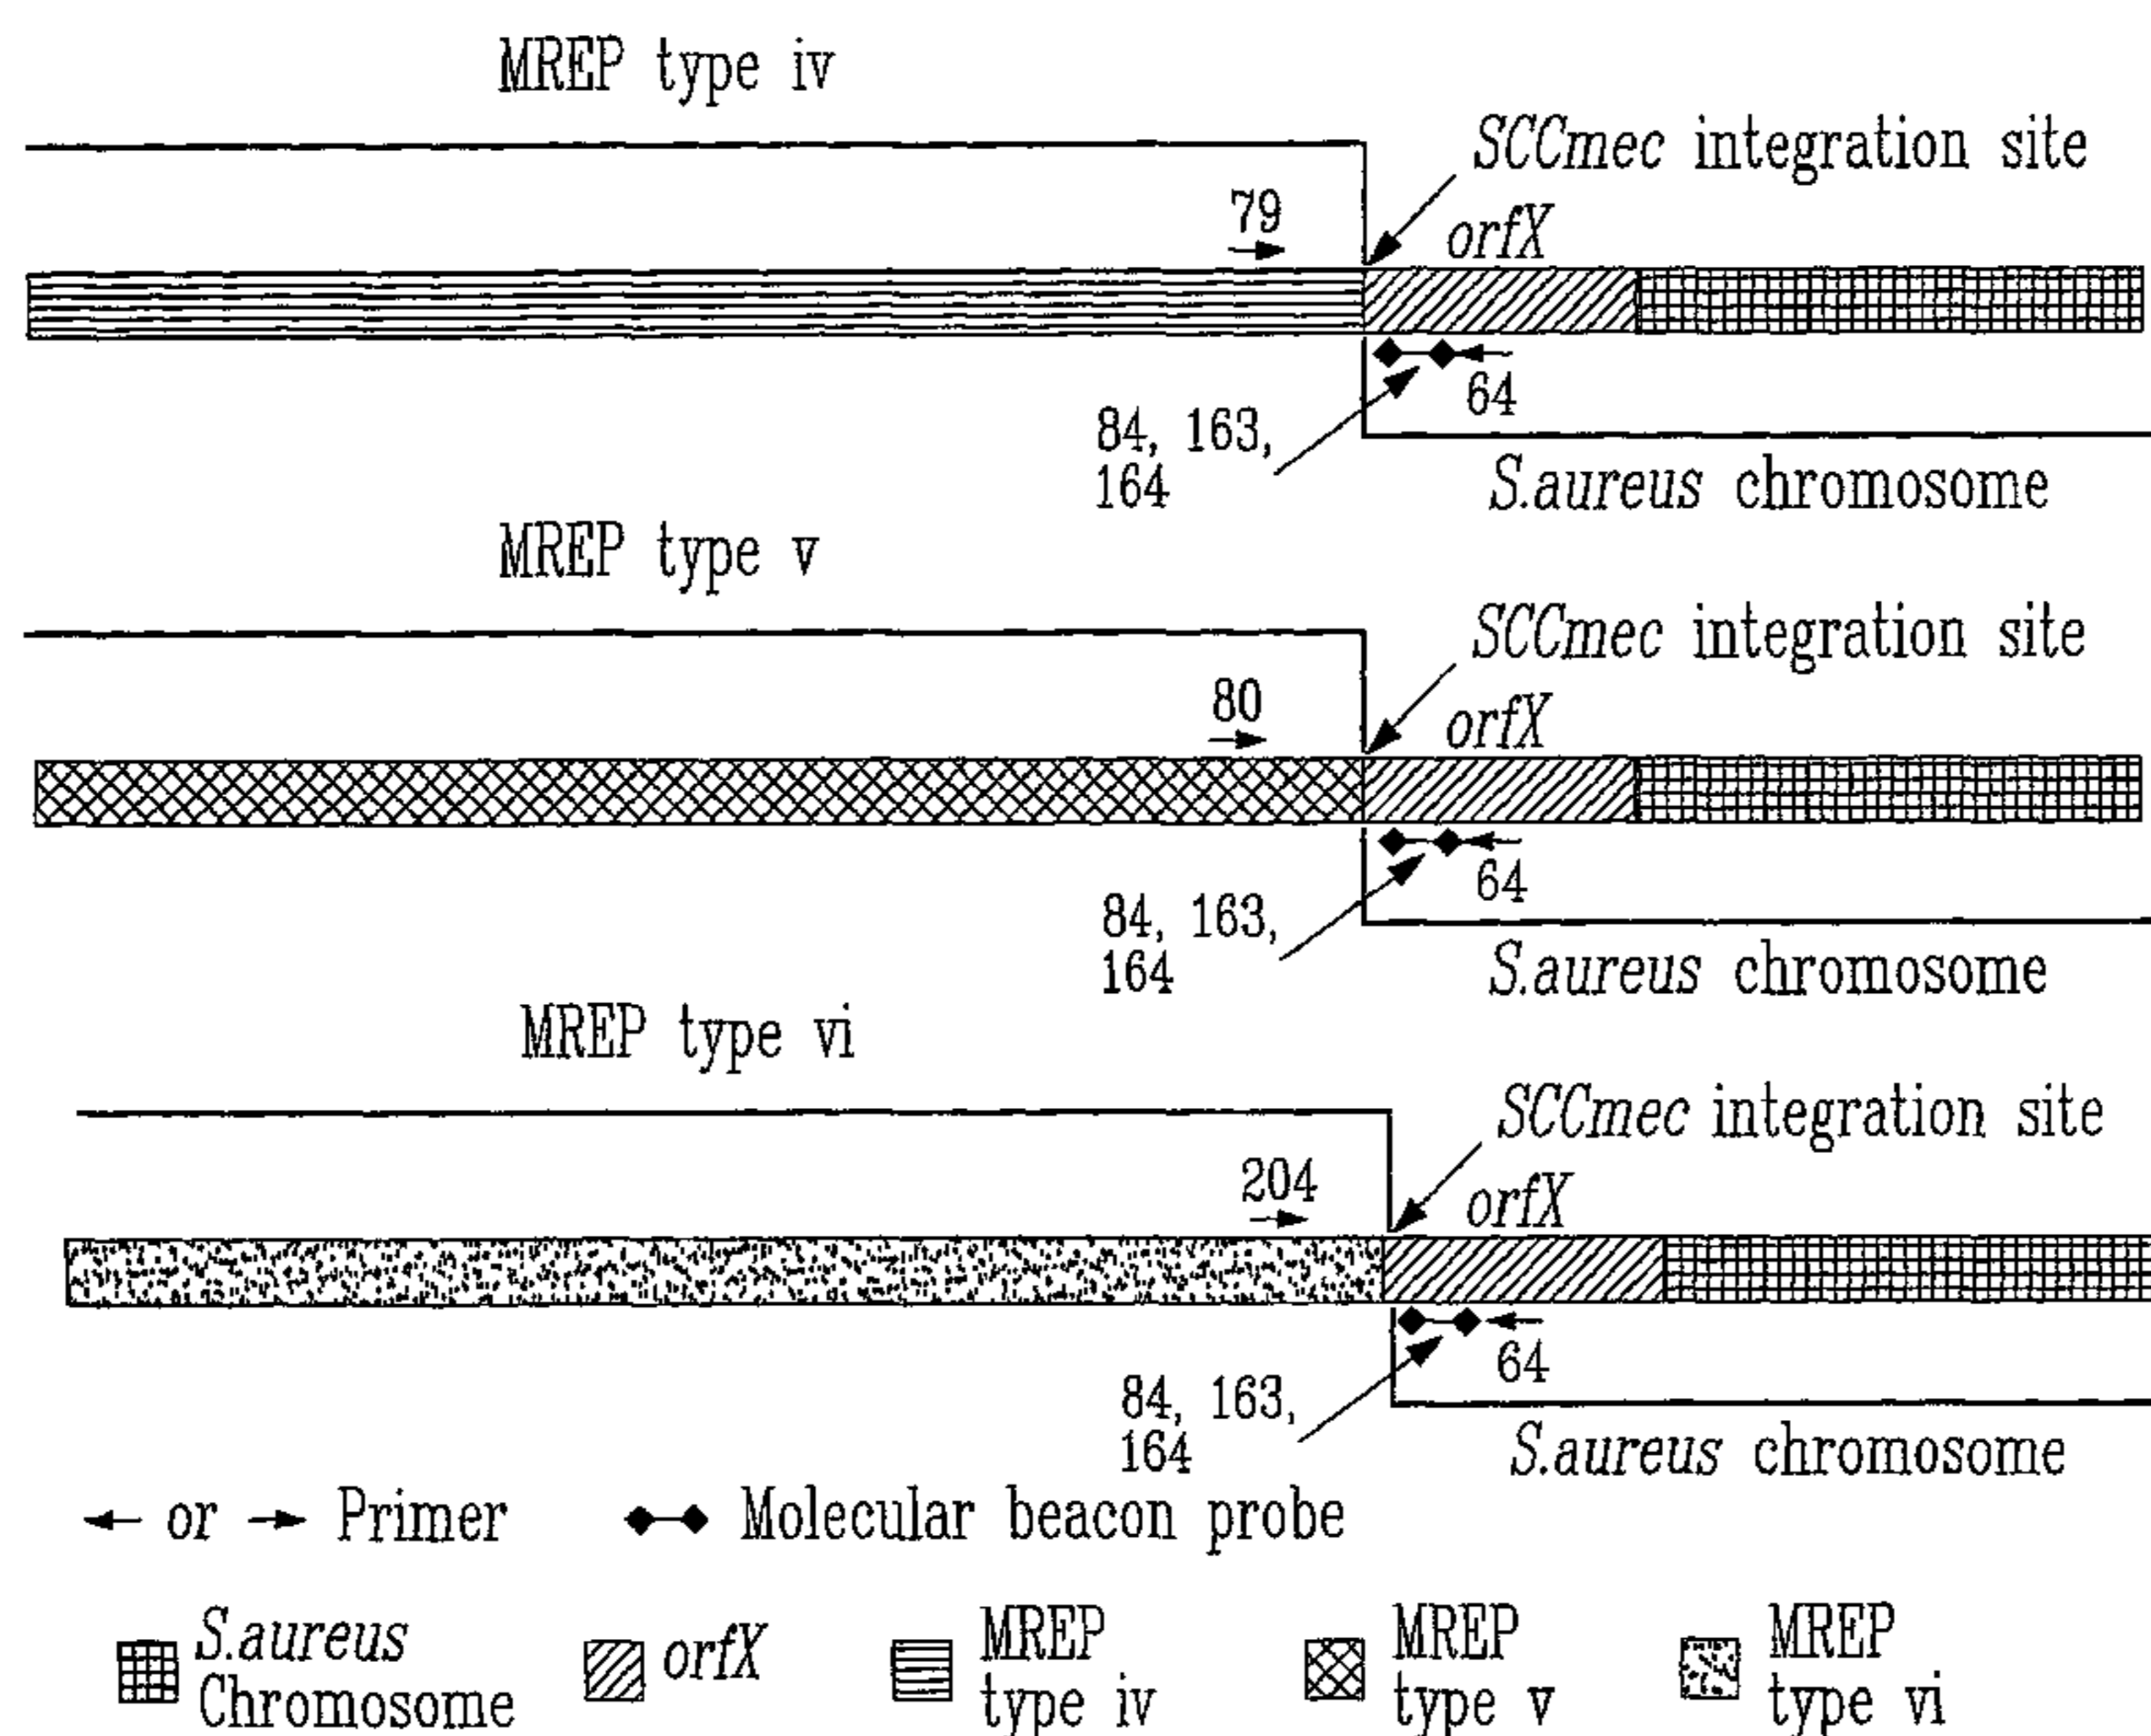 MREP type iv
SCCmec integration site
79
orfX
64
84, 163,
164
S.aureus chromosome
MREP type v
SCCmec integration site
80
orfX
64
84, 163,
164
S.aureus chromosome
MREP type vi
SCCmec integration site
204
orfX
64
84, 163,
164
S.aureus chromosome
or Primer
Molecular beacon probe
S.aureus
Chromosome
orfX
MREP
type iv
MREP
type v
MREP
type vi